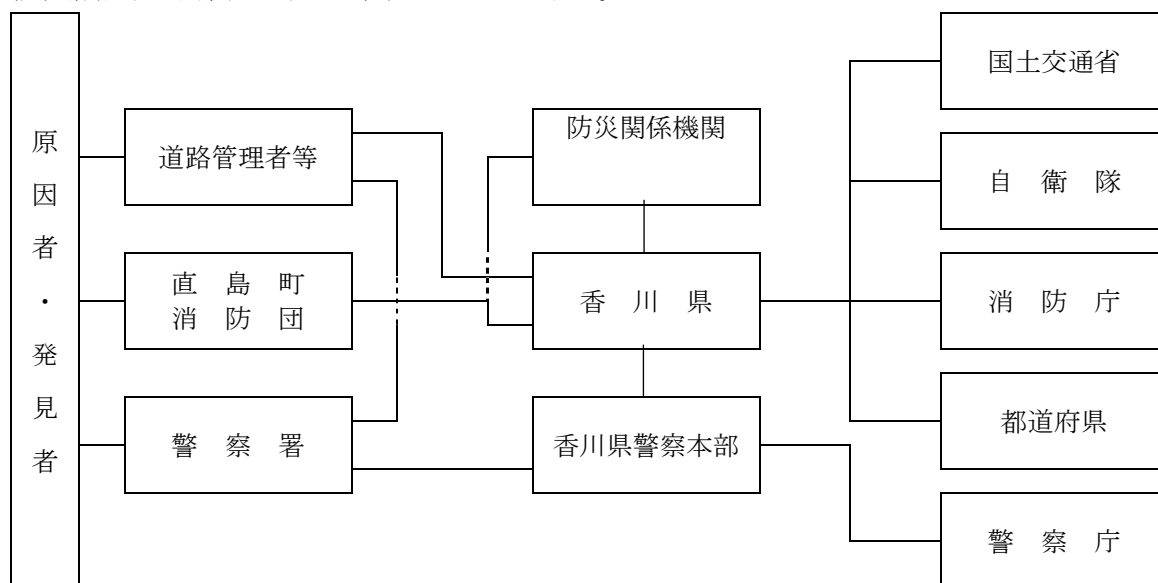 原因者・発見者
道路管理者等
直島町
消防団
警察署
防災関係機関
香川県
香川県警察本部
国土交通省
自衛隊
消防庁
都道府県
警察庁